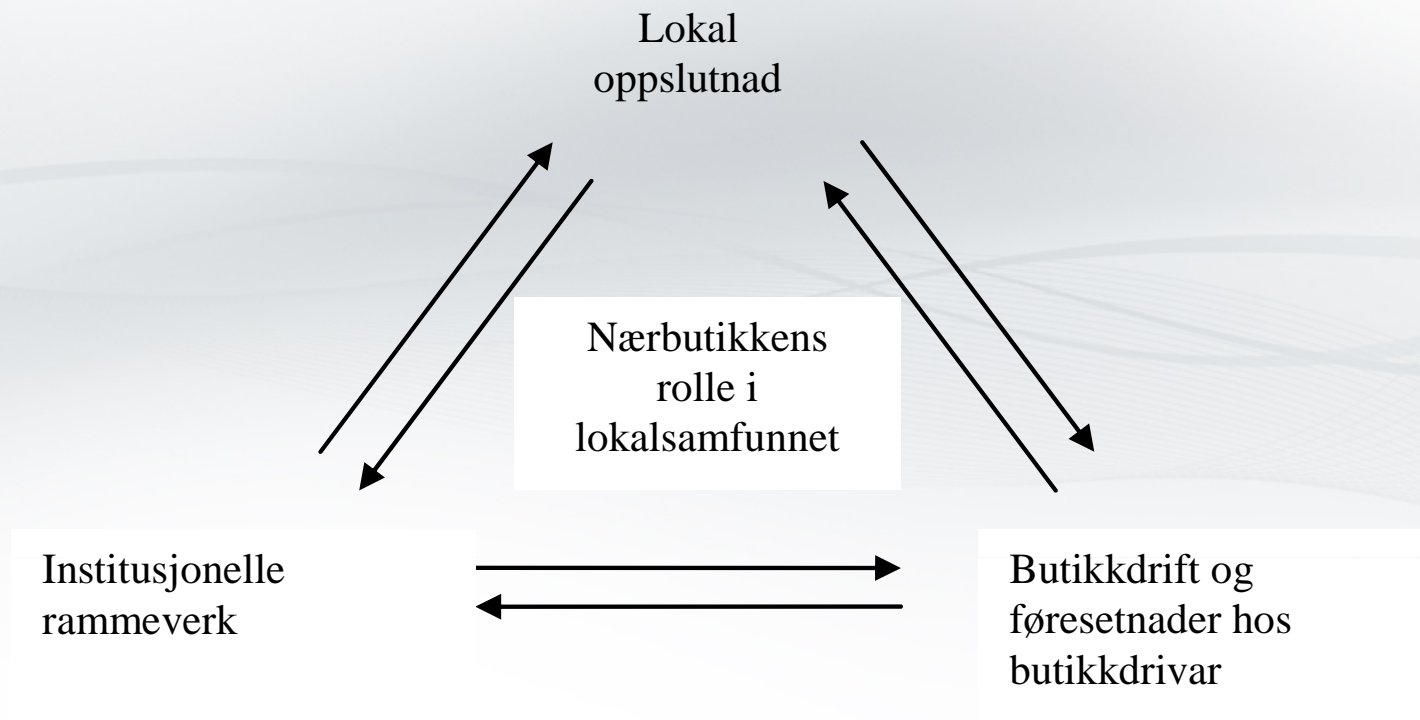 Lokal
oppslutnad
Nærbutikkens
rolle i
lokalsamfunnet
Institusjonelle
rammeverk
Butikkdrift og
føresetnader hos
butikkdrivar